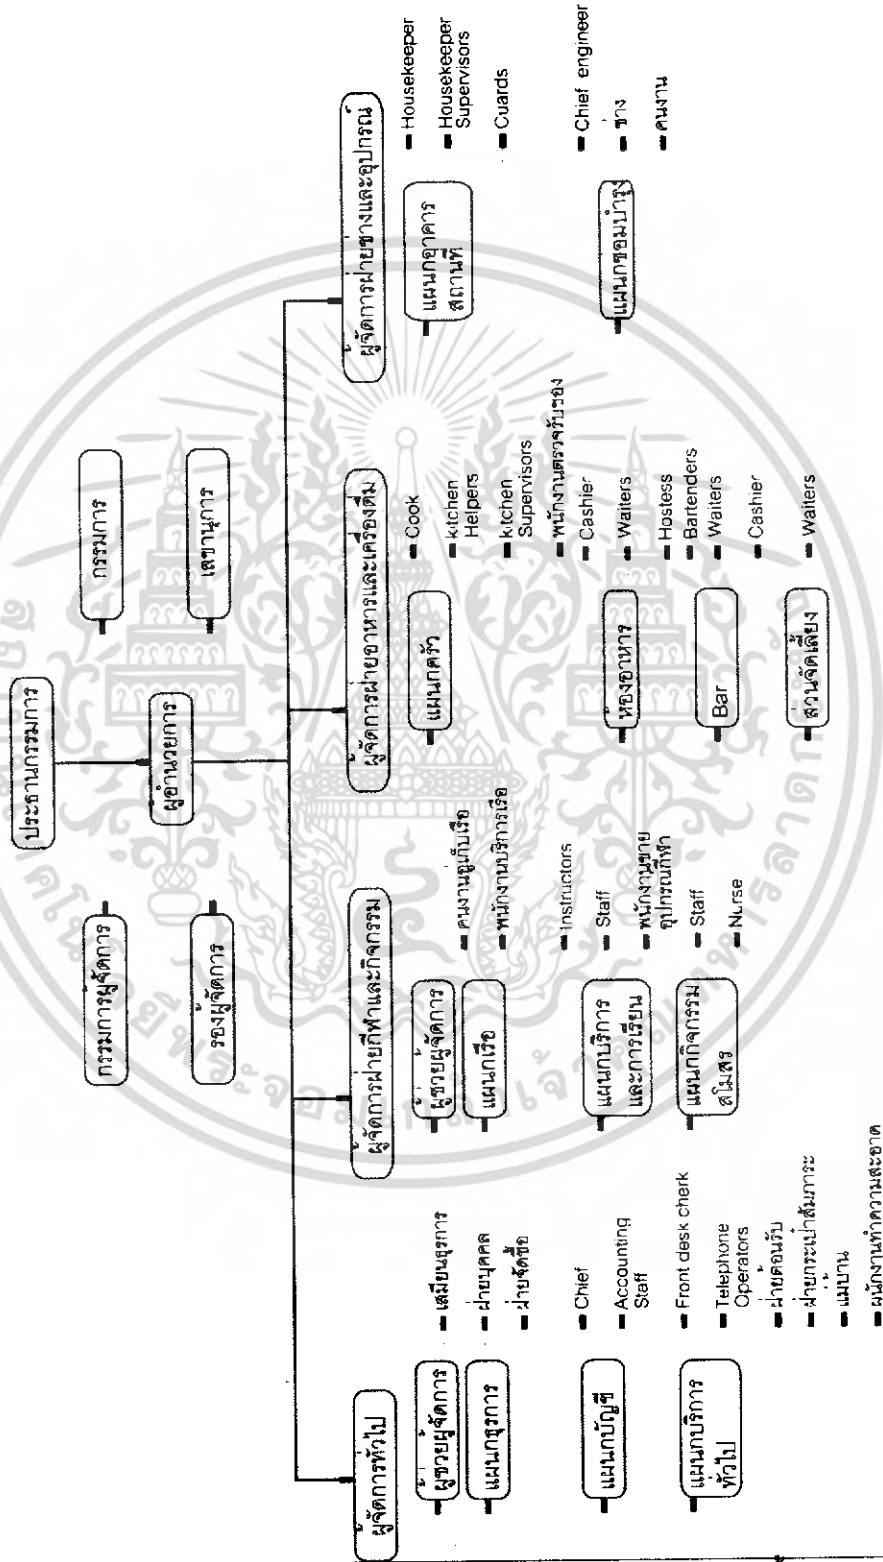 ประธานกรรมการ
กรรมการผู้จัดการ
กรรมการ
ผู้อำนวยการ
รองผู้จัดการ
เลขานุการ
ผู้จัดการทั่วไป
ผู้ช่วยผู้จัดการ
แผนกธุรการ
เสมียนธุรการ
ฝ่ายบุคคล
ฝ่ายจัดซื้อ
แผนกบัญชี
Chief
Accounting
Staff
แผนกบริการ
ทั่วไป
Front desk cherk
Telephone
Operators
ฝ่ายต้อนรับ
ฝ่ายกระเป๋าสัมภาระ
แม่บ้าน
พนักงานทำความสะอาด
ผู้จัดการฝ่ายกีฬาและกิจกรรม
ผู้ช่วยผู้จัดการ
แผนกเรือ
คนงานอู่เก็บเรือ
พนักงานบริการเรือ
แผนกบริการ
และการเรียน
Instructors
Staff
พนักงานขาย
อุปกรณ์กีฬา
แผนกกิจกรรม
สโมสร
Staff
Nurse
ผู้จัดการฝ่ายอาหารและเครื่องดื่ม
แผนกครัว
Cook
kitchen
Helpers
kitchen
Supervisors
พนักงานตรวจรับของ
Cashier
ห้องอาหาร
Waiters
Hostess
Bar
Bartenders
Waiters
Cashier
ส่วนจัดเลี้ยง
Waiters
ผู้จัดการฝ่ายช่างและอุปกรณ์
แผนกอาคาร
สถานที่
Housekeeper
Housekeeper
Supervisors
Cuards
แผนกซ่อมบำรุง
Chief engineer
ช่าง
คนงาน